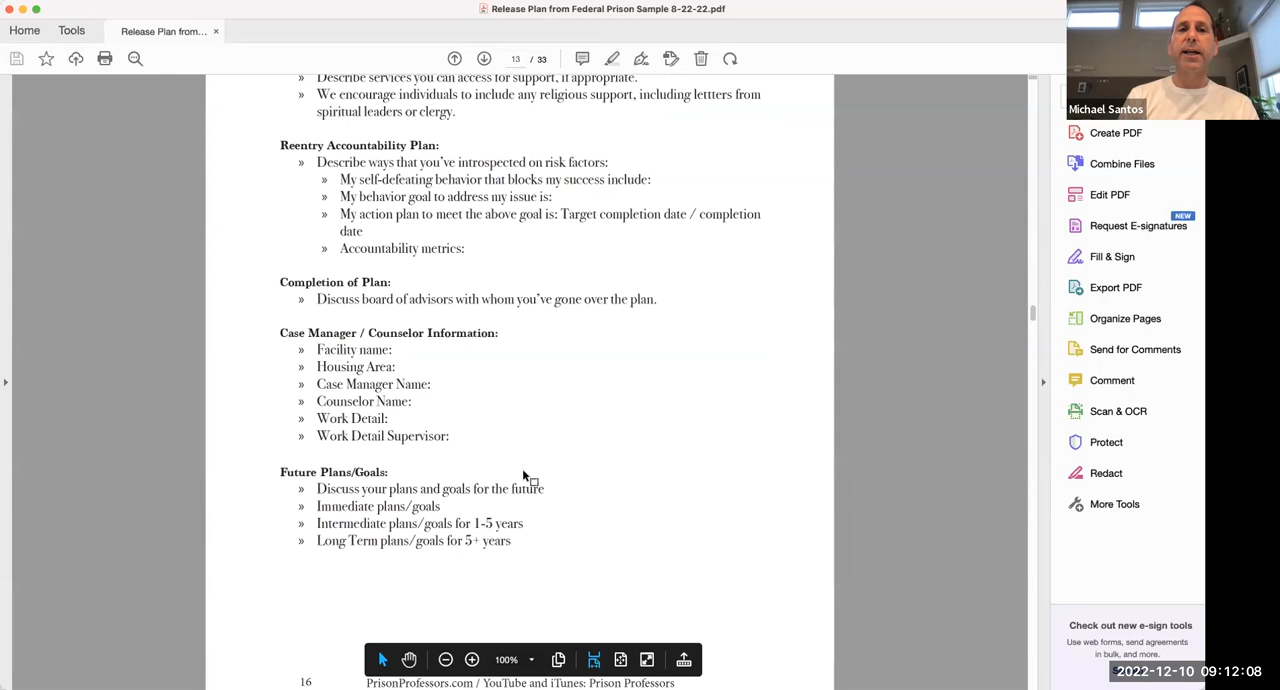 Release Plan from Federal Prison Sample 8-22-22.pdf
Home
Tools
Release Plan from... ×
13 / 33
Michael Santos
» Describe services you can access for support, if appropriate.
» We encourage individuals to include any religious support, including lettters from
spiritual leaders or clergy.
Reentry Accountability Plan:
» Describe ways that you've introspected on risk factors:
» My self-defeating behavior that blocks my success include:
» My behavior goal to address my issue is:
» My action plan to meet the above goal is: Target completion date / completion
date
» Accountability metrics:
Completion of Plan:
» Discuss board of advisors with whom you've gone over the plan.
Case Manager / Counselor Information:
» Facility name:
» Housing Area:
» Case Manager Name:
» Counselor Name:
» Work Detail:
» Work Detail Supervisor:
Future Plans/Goals:
» Discuss your plans and goals for the future
» Immediate plans/goals
» Intermediate plans/goals for 1-5 years
» Long Term plans/goals for 5+ years
100%
16
PrisonProfessors.com / YouTube and iTunes: Prison Professors
Create PDF
Combine Files
Edit PDF
NEW
Request E-signatures
Fill & Sign
Export PDF
Organize Pages
Send for Comments
Comment
Scan & OCR
Protect
Redact
More Tools
Check out new e-sign tools
Use web forms, send agreements
in bulk, and more.
2022-12-10 09:12:08